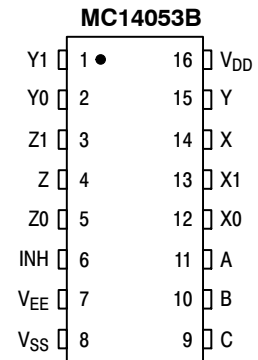 MC14053B
Y1 1 16 VDD
Y0 2 15 Y
Z1 3 14 X
Z 4 13 X1
Z0 5 12 X0
INH 6 11 A
VEE 7 10 B
VSS 8 9 C